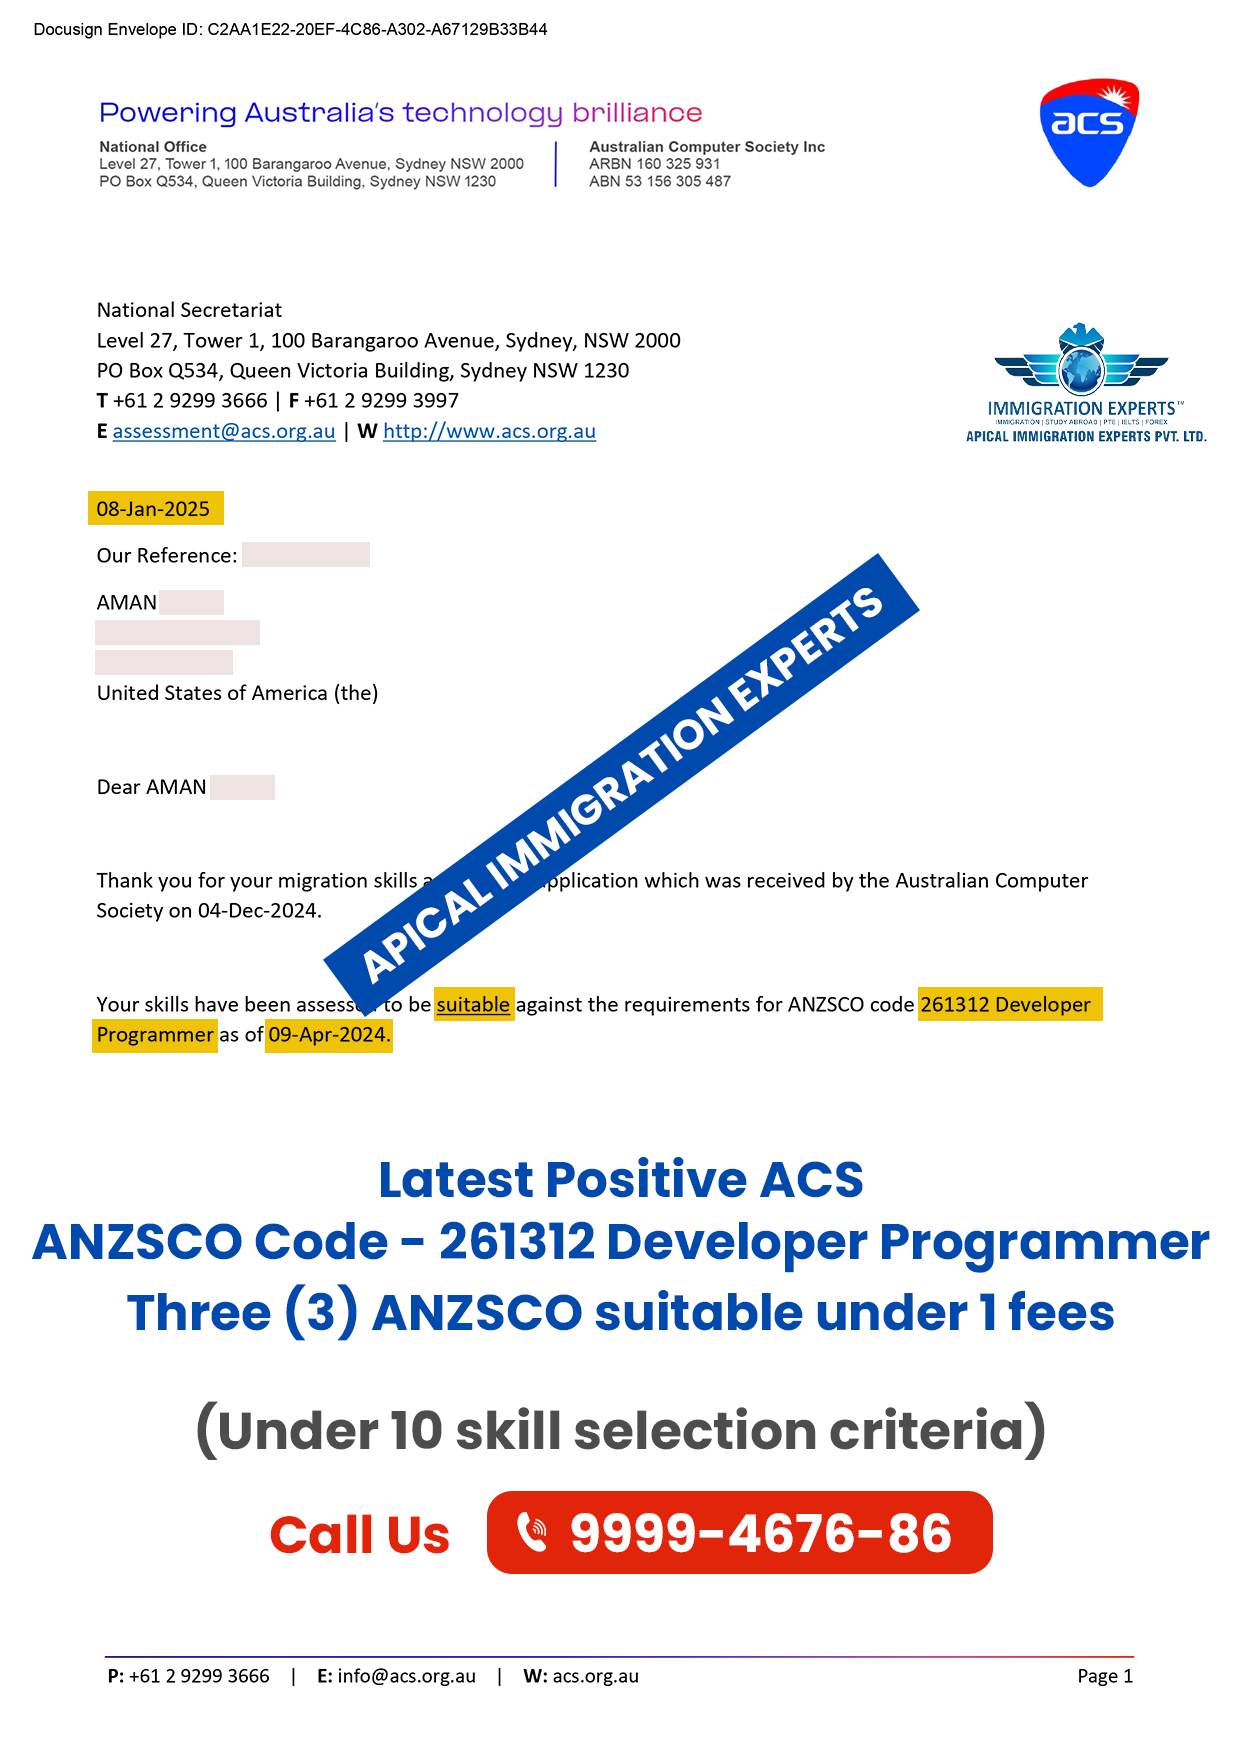 Docusign Envelope ID: C2AA1E22-20EF-4C86-A302-A67129B33B44
Powering Australia's technology brilliance
National Office
Level 27, Tower 1, 100 Barangaroo Avenue, Sydney NSW 2000
PO Box Q534, Queen Victoria Building, Sydney NSW 1230
Australian Computer Society Inc
ARBN 160 325 931
ABN 53 156 305 487
acs
National Secretariat
Level 27, Tower 1, 100 Barangaroo Avenue, Sydney, NSW 2000
PO Box Q534, Queen Victoria Building, Sydney NSW 1230
T +61 2 9299 3666 | F +61 2 9299 3997
E assessment@acs.org.au | W http://www.acs.org.au
IMMIGRATION EXPERTS™
IMMIGRATION | STUDY ABROAD | PTE | IELTS | FOREX
APICAL IMMIGRATION EXPERTS PVT. LTD.
08-Jan-2025
Our Reference:
AMAN
United States of America (the)
Dear AMAN
APICAL IMMIGRATION EXPERTS
Thank you for your migration skills application which was received by the Australian Computer
Society on 04-Dec-2024.
Your skills have been assessed to be suitable against the requirements for ANZSCO code 261312 Developer
Programmer as of 09-Apr-2024.
Latest Positive ACS
ANZSCO Code - 261312 Developer Programmer
Three (3) ANZSCO suitable under 1 fees
(Under 10 skill selection criteria)
Call Us 9999-4676-86
P: +61 2 9299 3666 | E: info@acs.org.au | W: acs.org.au
Page 1